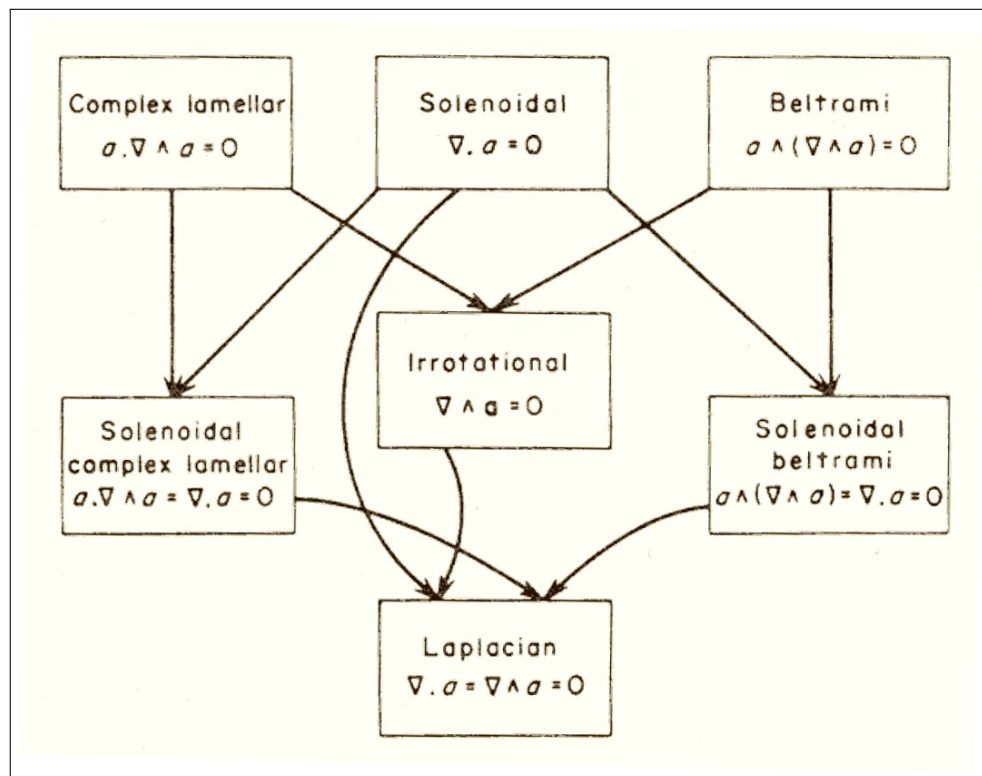 Complex lamellar
a.∇ ∧ a = 0
Solenoidal
∇. a = 0
Beltrami
a ∧ (∇ ∧ a) = 0
Irrotational
∇ ∧ a = 0
Solenoidal
complex lamellar
a.∇ ∧ a = ∇. a = 0
Solenoidal
beltrami
a ∧ (∇ ∧ a) = ∇. a = 0
Laplacian
∇. a = ∇ ∧ a = 0